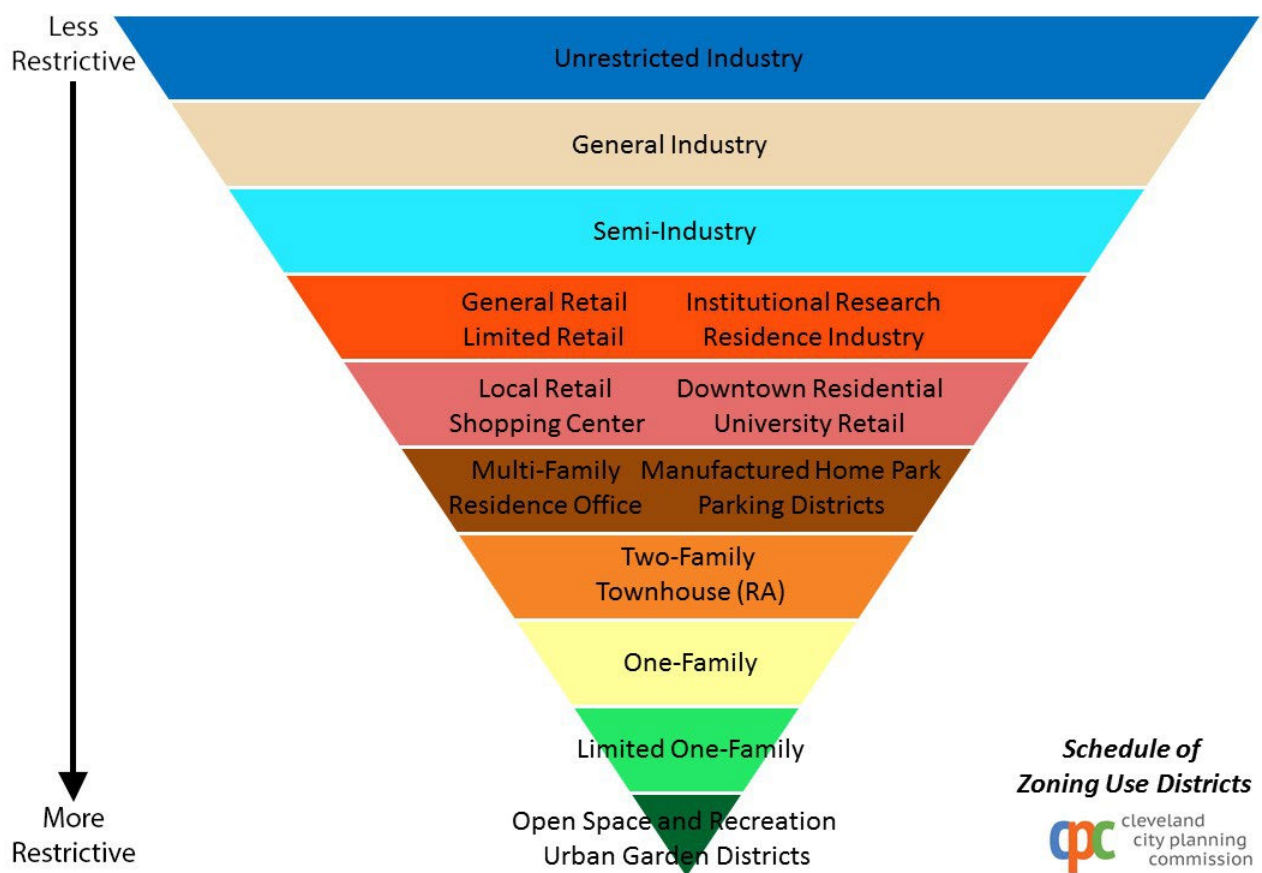 Less
Restrictive
Unrestricted Industry
General Industry
Semi-Industry
General Retail
Limited Retail
Institutional Research
Residence Industry
Local Retail
Shopping Center
Downtown Residential
University Retail
Multi-Family
Residence Office
Manufactured Home Park
Parking Districts
Two-Family
Townhouse (RA)
One-Family
Limited One-Family
Open Space and Recreation
Urban Garden Districts
More
Restrictive
Schedule of
Zoning Use Districts
cpc
cleveland
city planning
commission